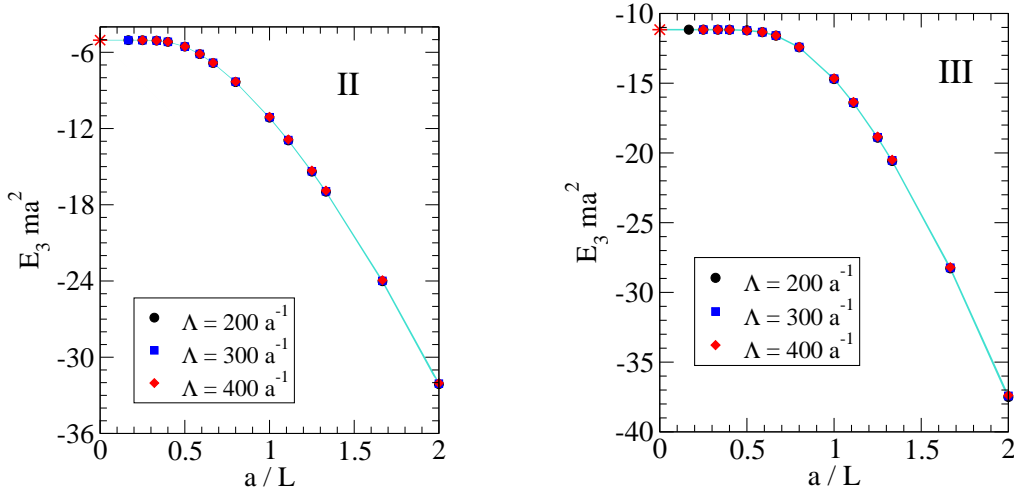 -6
-12
-18
-24
-30
-36
E₃ ma²
II
Λ = 200 a⁻¹
Λ = 300 a⁻¹
Λ = 400 a⁻¹
0 0.5 1 1.5 2
a / L
-10
-15
-20
-25
-30
-35
-40
E₃ ma²
III
Λ = 200 a⁻¹
Λ = 300 a⁻¹
Λ = 400 a⁻¹
0 0.5 1 1.5 2
a / L